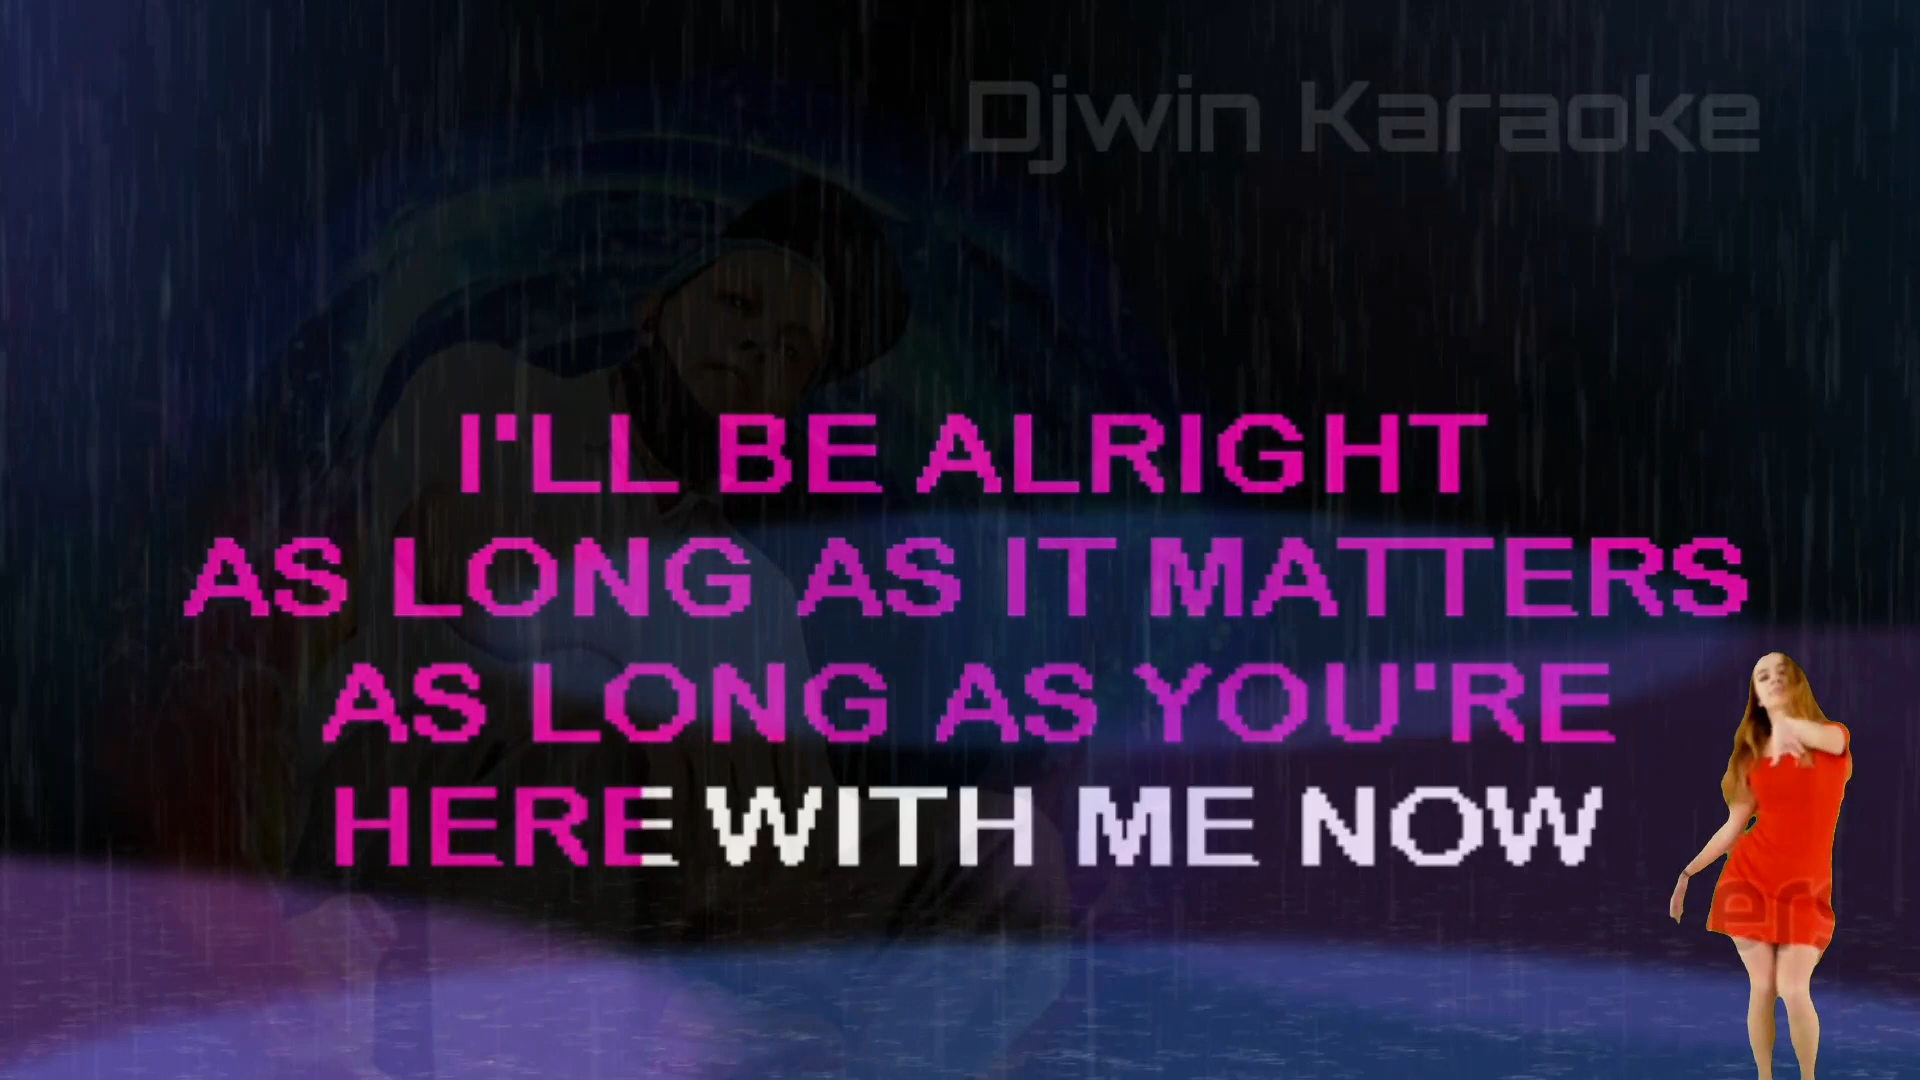 Djwin Karaoke
I'LL BE ALRIGHT
AS LONG AS IT MATTERS
AS LONG AS YOU'RE
HERE WITH ME NOW
ers